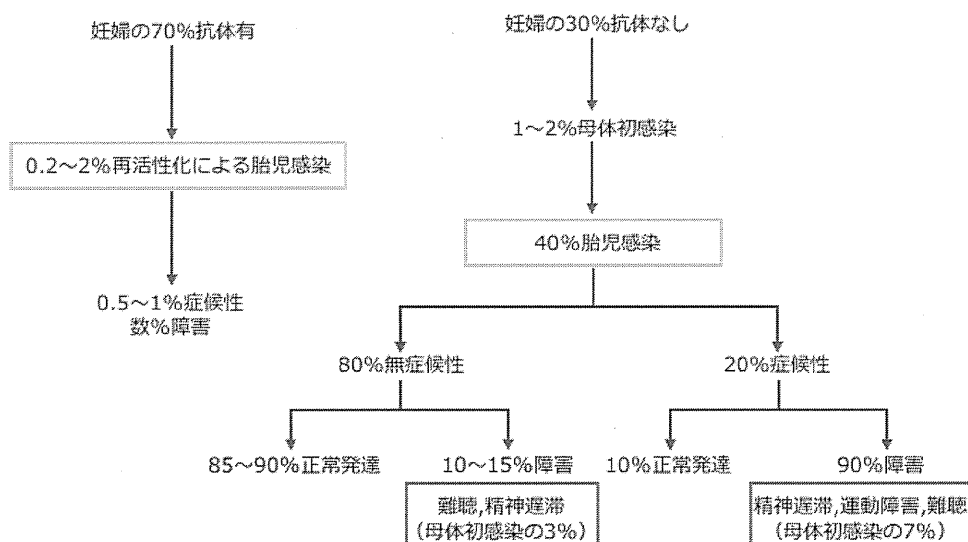 妊婦の70%抗体有
0.2〜2%再活性化による胎児感染
0.5〜1%症候性
数%障害
妊婦の30%抗体なし
1〜2%母体初感染
40%胎児感染
80%無症候性
20%症候性
85〜90%正常発達
10〜15%障害
10%正常発達
90%障害
難聴,精神遅滞
(母体初感染の3%)
精神遅滞,運動障害,難聴
(母体初感染の7%)